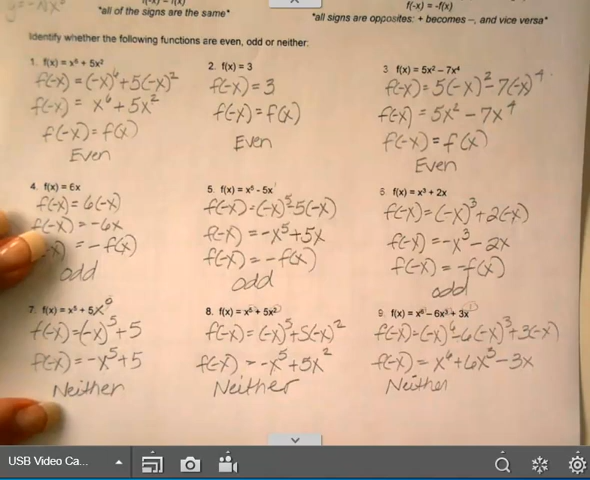 f(-x) = f(x)
*all of the signs are the same*
f(-x) = -f(x)
*all signs are opposites: + becomes –, and vice versa*
Identify whether the following functions are even, odd or neither.
1. f(x) = x⁶ + 5x²
f(-x) = (-x)⁶ + 5(-x)²
f(-x) = x⁶ + 5x²
f(-x) = f(x)
Even
2. f(x) = 3
f(-x) = 3
f(-x) = f(x)
Even
3. f(x) = 5x² – 7x⁴
f(-x) = 5(-x)² - 7(-x)⁴
f(-x) = 5x² - 7x⁴
f(-x) = f(x)
Even
4. f(x) = 6x
f(-x) = 6(-x)
f(-x) = -6x
-x) = -f(x)
odd
5. f(x) = x⁵ - 5x
f(-x) = (-x)⁵ - 5(-x)
f(-x) = -x⁵ + 5x
f(-x) = -f(x)
odd
6. f(x) = x³ + 2x
f(-x) = (-x)³ + 2(-x)
f(-x) = -x³ - 2x
f(-x) = -f(x)
odd
7. f(x) = x⁵ + 5x⁰
f(-x) = (-x)⁵ + 5
f(-x) = -x⁵ + 5
Neither
8. f(x) = x⁵ + 5x²
f(-x) = (-x)⁵ + 5(-x)²
f(-x) = -x⁵ + 5x²
Neither
9. f(x) = x⁶ – 6x³ + 3x
f(-x) = (-x)⁶ - 6(-x)³ + 3(-x)
f(-x) = x⁶ + 6x³ - 3x
Neither
USB Video Ca...